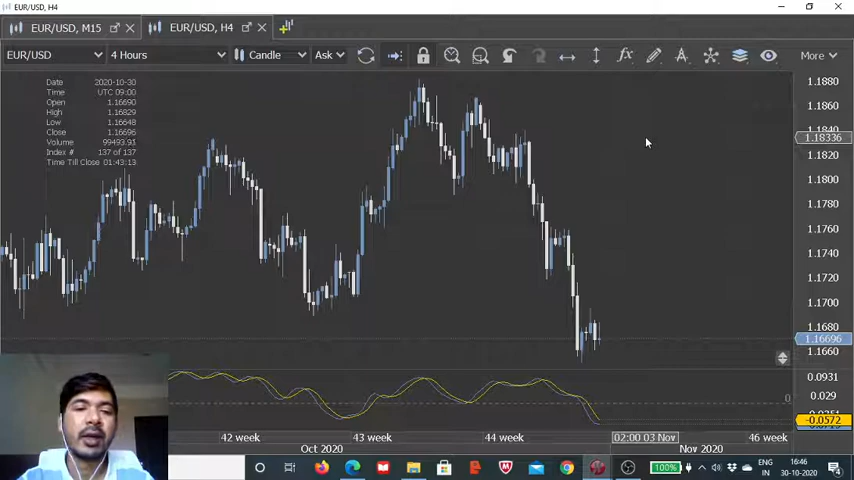 EUR/USD, H4
EUR/USD, M15
EUR/USD, H4
EUR/USD
4 Hours
Candle
Ask
More
Date 2020-10-30
Time UTC 09:00
Open 1.16690
High 1.16829
Low 1.16648
Close 1.16696
Volume 99493.91
Index # 137 of 137
Time Till Close 01:43:13
1.1880
1.1860
1.1840
1.18336
1.1820
1.1800
1.1780
1.1760
1.1740
1.1720
1.1700
1.1680
1.16696
1.1660
0.0931
0
0.029
-0.0572
42 week
43 week
44 week
02:00 03 Nov
46 week
Oct 2020
Nov 2020
100%
ENG
IN
16:46
30-10-2020
4